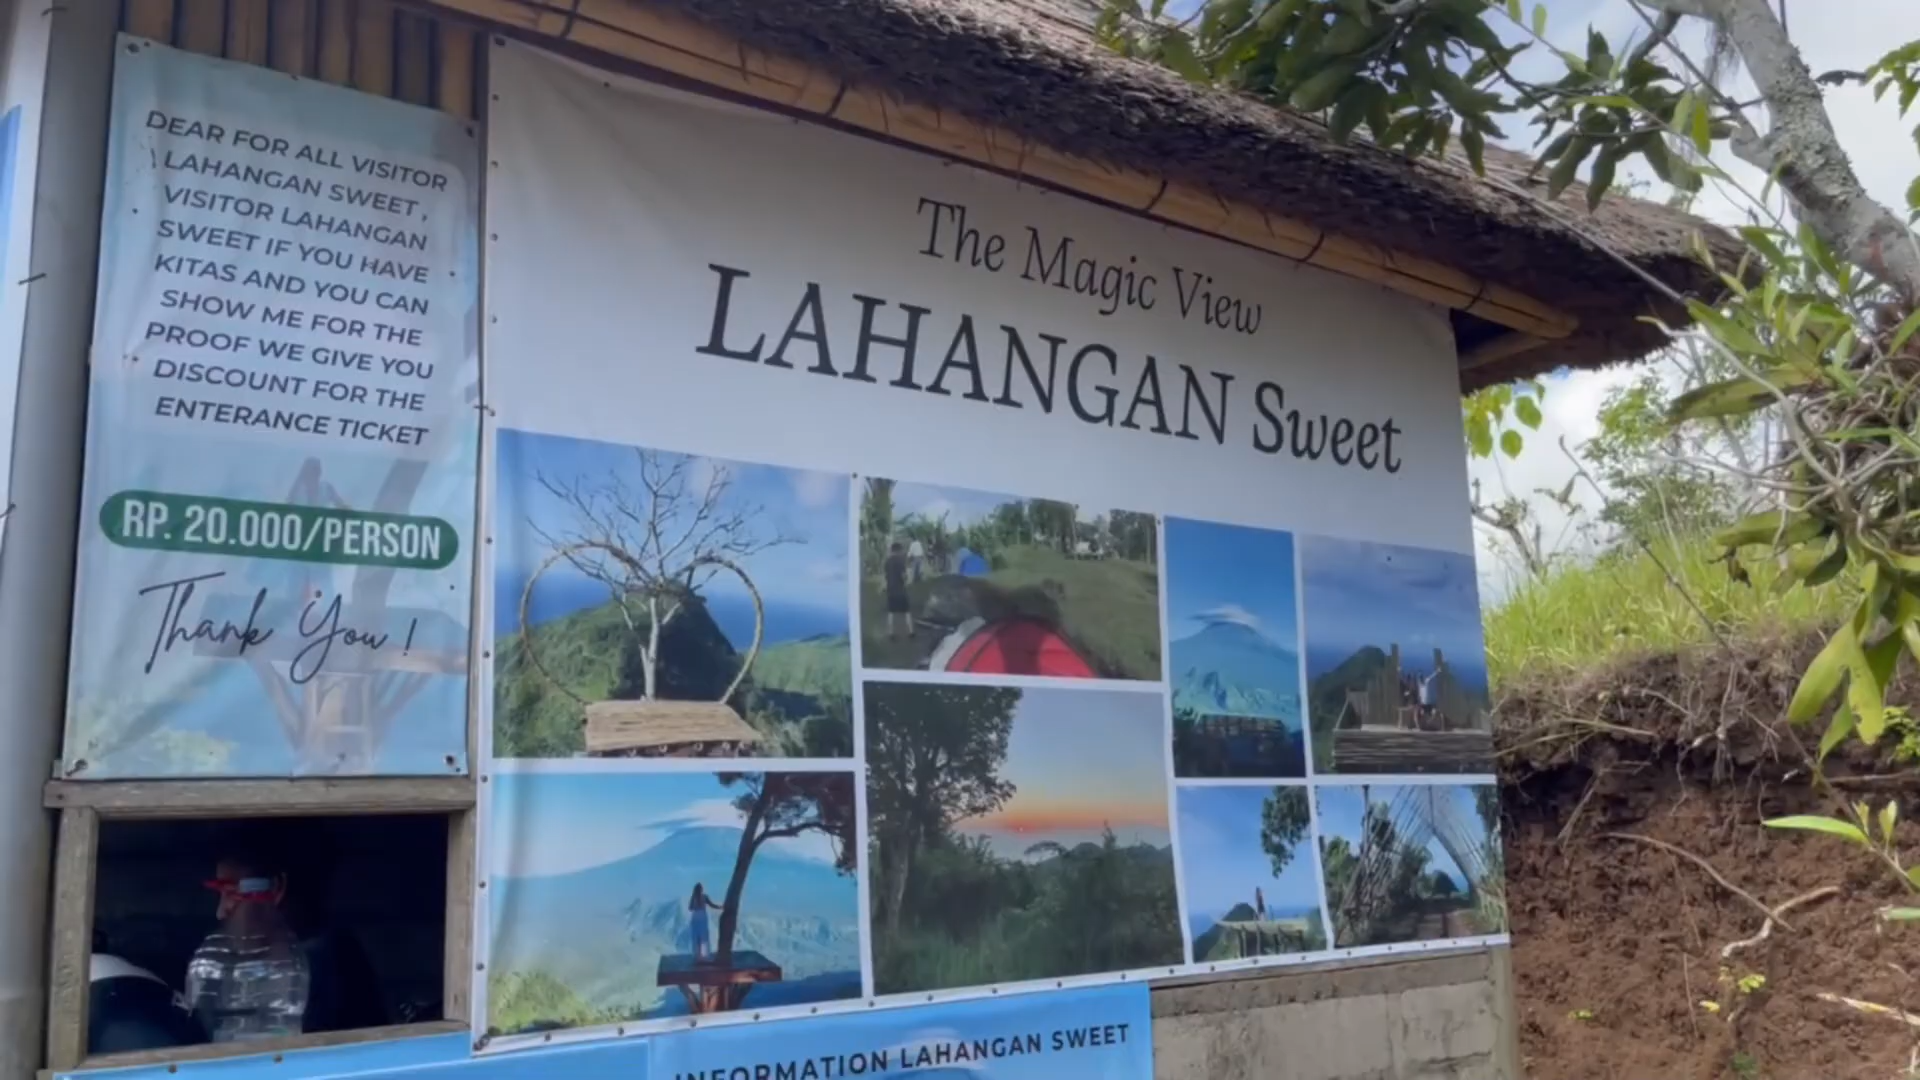 DEAR FOR ALL VISITOR
LAHANGAN SWEET,
VISITOR LAHANGAN
SWEET IF YOU HAVE
KITAS AND YOU CAN
SHOW ME FOR THE
PROOF WE GIVE YOU
DISCOUNT FOR THE
ENTERANCE TICKET
RP. 20.000/PERSON
Thank You!
The Magic View
LAHANGAN Sweet
INFORMATION LAHANGAN SWEET